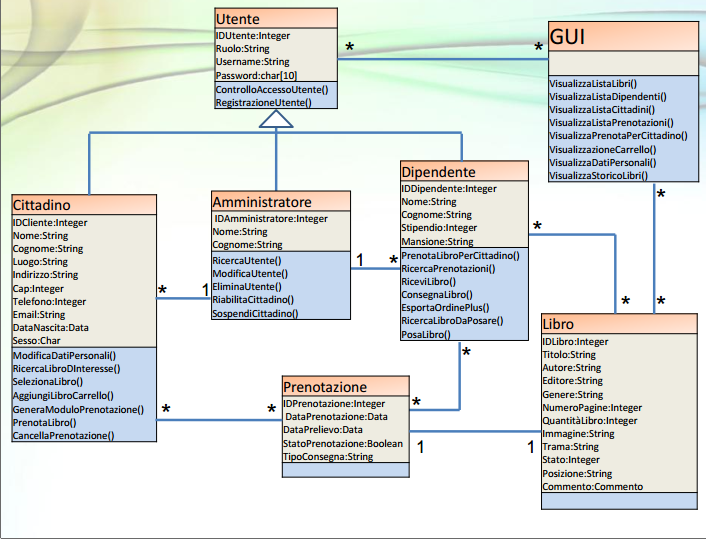 Utente
IDUtente:Integer
Ruolo:String
Username:String
Password:char[10]
ControlloAccessoUtente()
RegistrazioneUtente()
*
*
GUI
VisualizzaListaLibri()
VisualizzaListaDipendenti()
VisualizzaListaCittadini()
VisualizzaListaPrenotazioni()
VisualizzaPrenotaPerCittadino()
VisualizzazioneCarrello()
VisualizzaDatiPersonali()
VisualizzaStoricoLibri()
*
*
Cittadino
IDCliente:Integer
Nome:String
Cognome:String
Luogo:String
Indirizzo:String
Cap:Integer
Telefono:Integer
Email:String
DataNascita:Data
Sesso:Char
ModificaDatiPersonali()
RicercaLibroDInteresse()
SelezionaLibro()
AggiungiLibroCarrello()
GeneraModuloPrenotazione()
PrenotaLibro()
CancellaPrenotazione()
*
1
*
*
Amministratore
IDAmministratore:Integer
Nome:String
Cognome:String
RicercaUtente()
ModificaUtente()
EliminaUtente()
RiabilitaCittadino()
SospendiCittadino()
1
*
Dipendente
IDDipendente:Integer
Nome:String
Cognome:String
Stipendio:Integer
Mansione:String
PrenotaLibroPerCittadino()
RicercaPrenotazioni()
RiceviLibro()
ConsegnaLibro()
EsportaOrdinePlus()
RicercaLibroDaPosare()
PosaLibro()
*
*
*
*
Prenotazione
IDPrenotazione:Integer
DataPrenotazione:Data
DataPrelievo:Data
StatoPrenotazione:Boolean
TipoConsegna:String
1
1
Libro
IDLibro:Integer
Titolo:String
Autore:String
Editore:String
Genere:String
NumeroPagine:Integer
QuantitàLibro:Integer
Immagine:String
Trama:String
Stato:Integer
Posizione:String
Commento:Commento